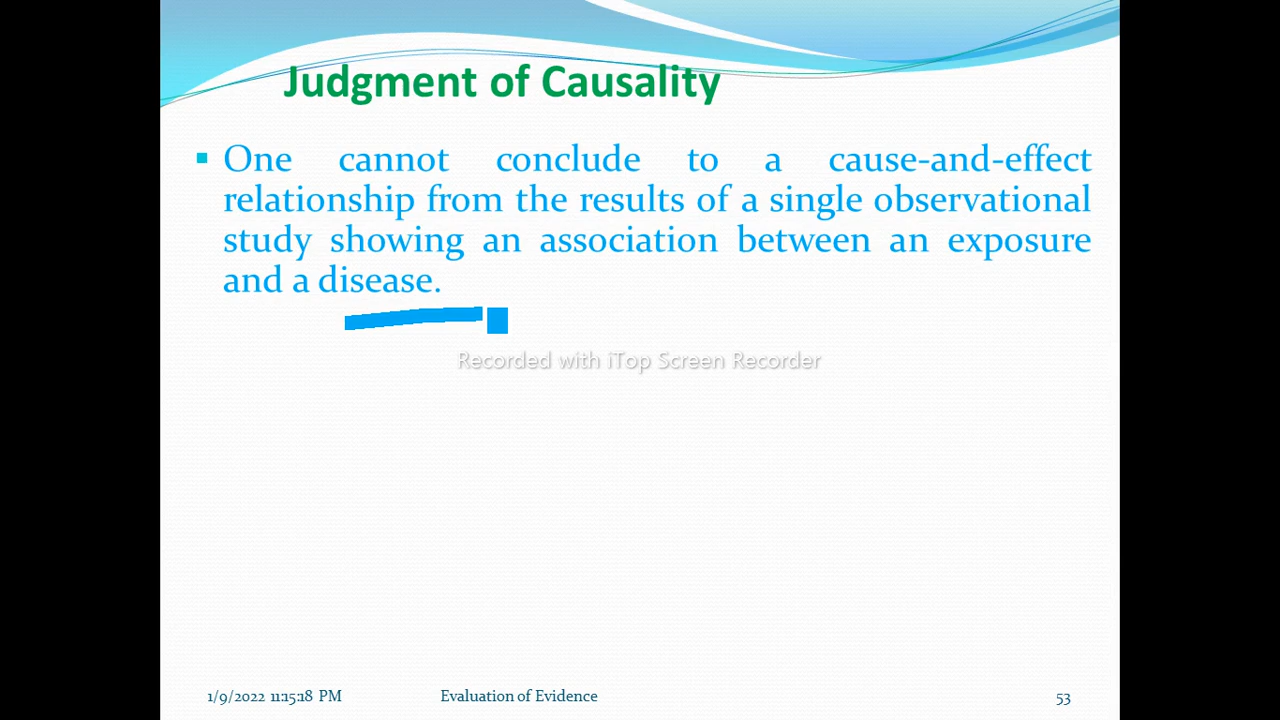 Judgment of Causality
One cannot conclude to a cause-and-effect
relationship from the results of a single observational
study showing an association between an exposure
and a disease.
Recorded with iTop Screen Recorder
1/9/2022 11:15:18 PM Evaluation of Evidence 53